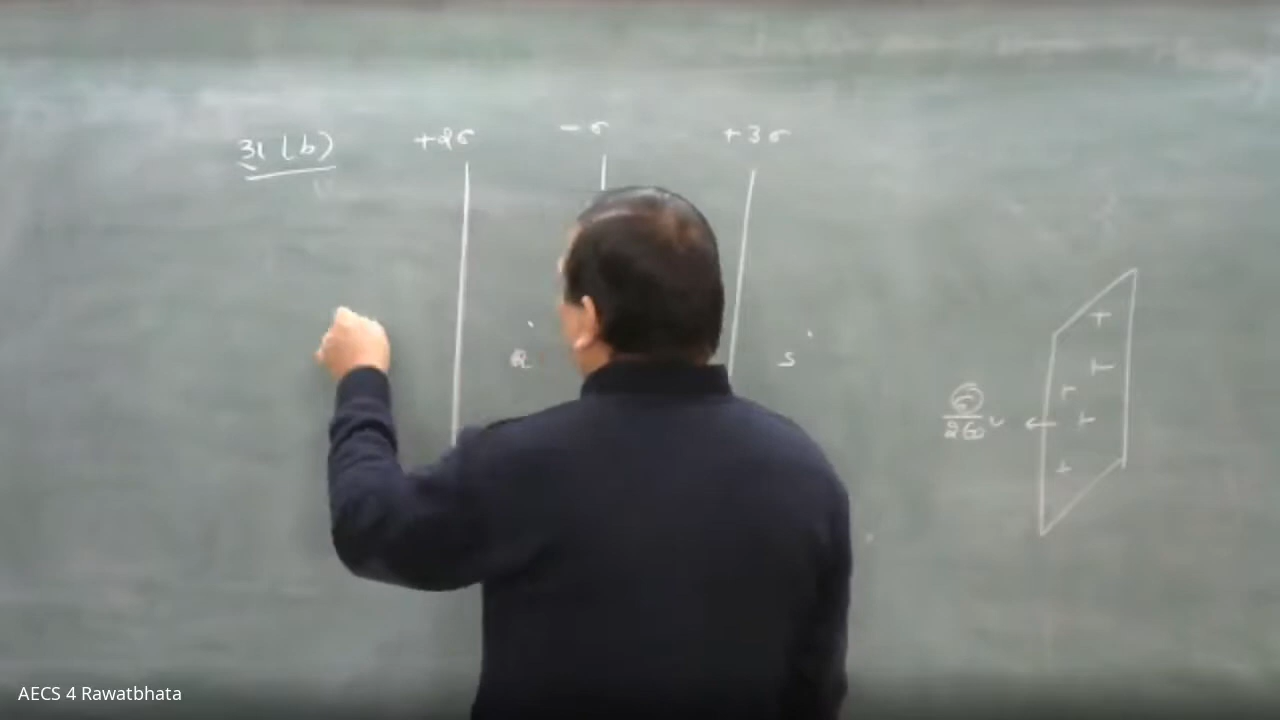 31 (b) +2σ -σ +3σ
+
+
+
+
+
Q S
σ
2ε₀
AECS 4 Rawatbhata